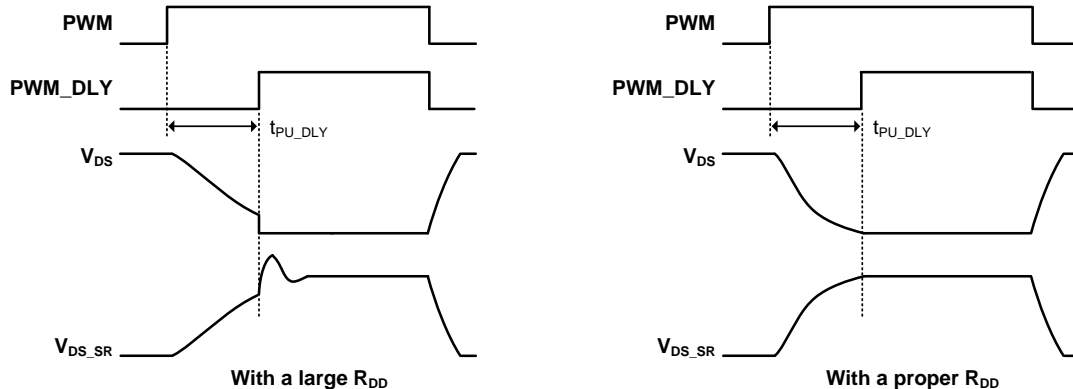 PWM
PWM_DLY
tPU_DLY
VDS
VDS_SR
With a large RDD
PWM
PWM_DLY
tPU_DLY
VDS
VDS_SR
With a proper RDD